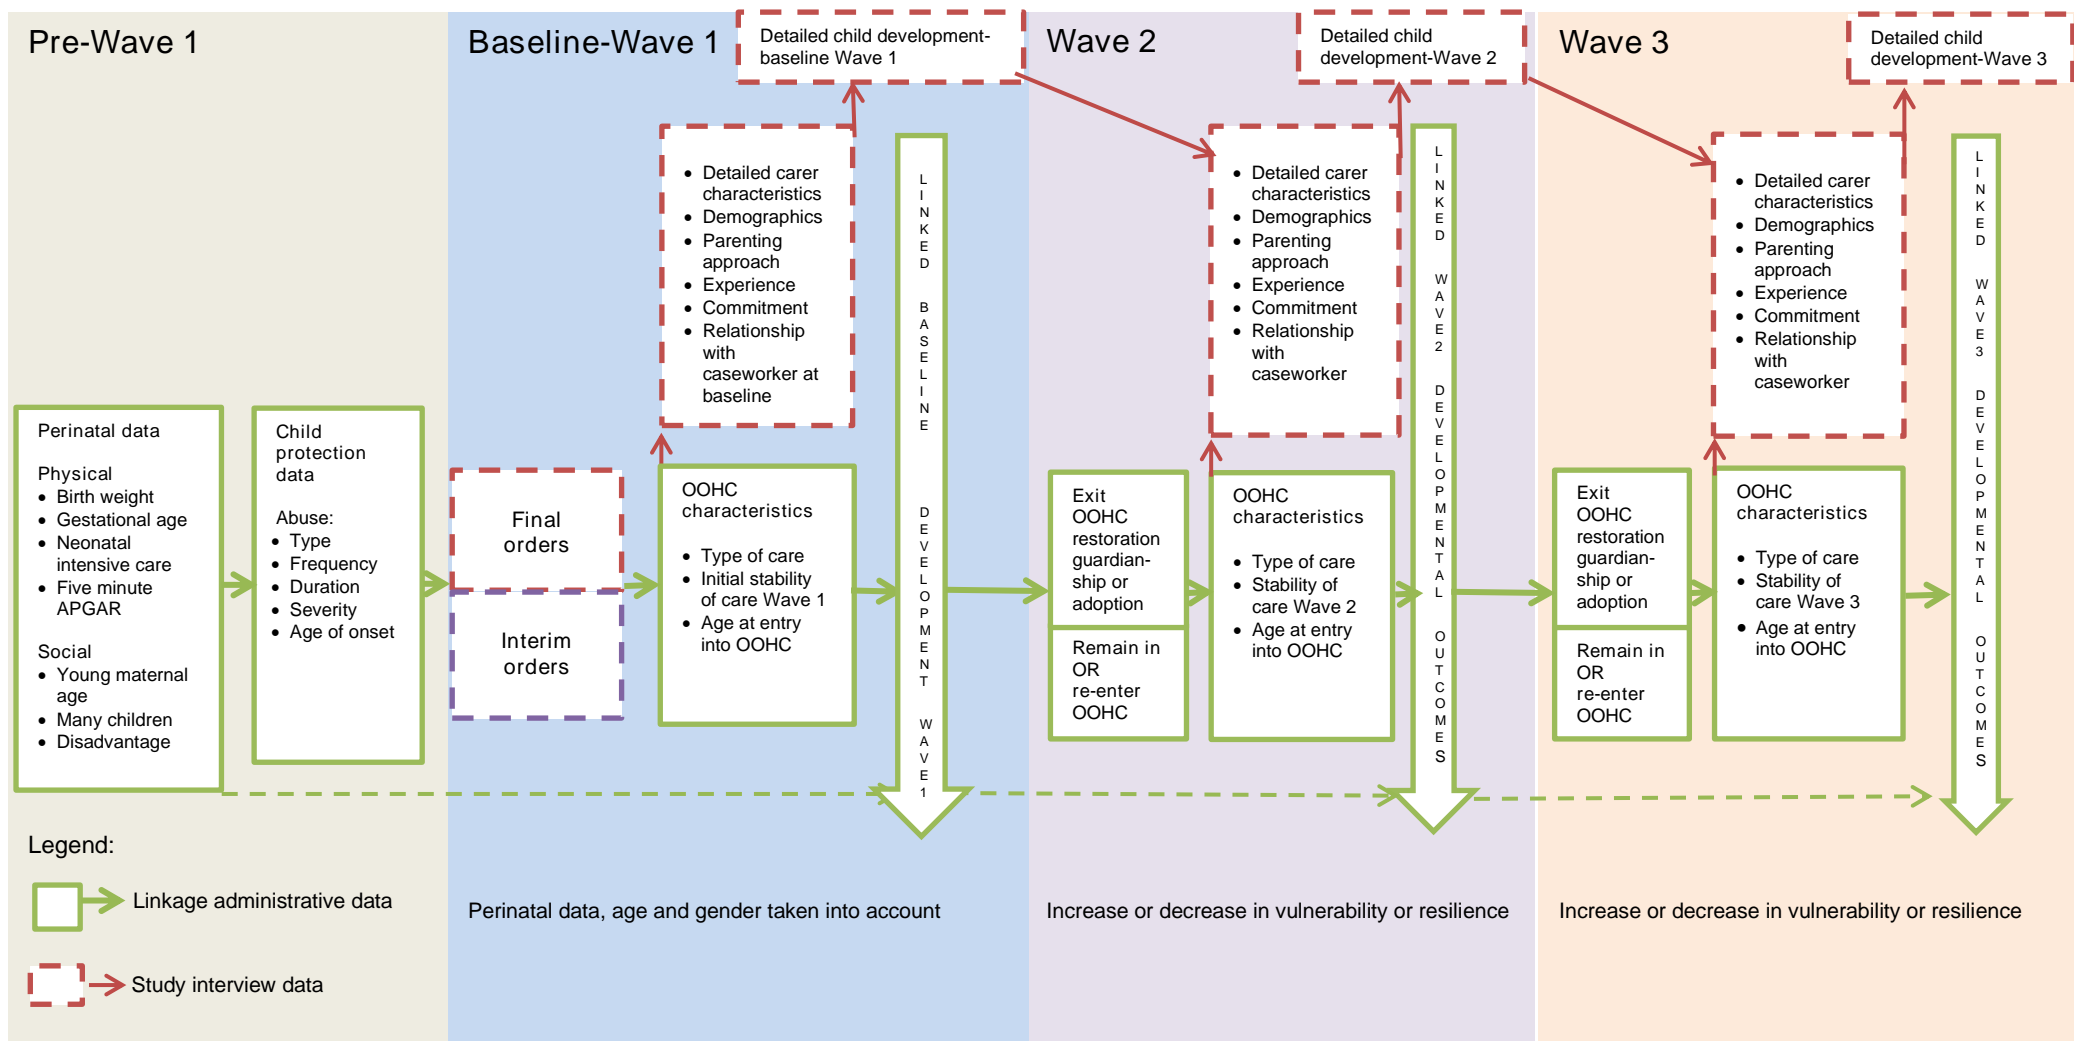 Pre-Wave 1
Perinatal data
Physical
• Birth weight
• Gestational age
• Neonatal
intensive care
• Five minute
APGAR
Social
• Young maternal
age
• Many children
• Disadvantage
Child
protection
data
Abuse:
• Type
• Frequency
• Duration
• Severity
• Age of onset
Legend:
Linkage administrative data
Study interview data
Baseline-Wave 1
Detailed child development-
baseline Wave 1
• Detailed carer
characteristics
• Demographics
• Parenting
approach
• Experience
• Commitment
• Relationship
with
caseworker at
baseline
Final
orders
Interim
orders
OOHC
characteristics
• Type of care
• Initial stability
of care Wave 1
• Age at entry
into OOHC
LINKED BASELINE DEVELOPMENT WAVE1
Perinatal data, age and gender taken into account
Wave 2
Detailed child
development-Wave 2
• Detailed carer
characteristics
• Demographics
• Parenting
approach
• Experience
• Commitment
• Relationship
with
caseworker
Exit
OOHC
restoration
guardian-
ship or
adoption
Remain in
OR
re-enter
OOHC
OOHC
characteristics
• Type of care
• Stability of
care Wave 2
• Age at entry
into OOHC
LINKED WAVE2 DEVELOPMENTAL OUTCOMES
Increase or decrease in vulnerability or resilience
Wave 3
Detailed child
development-Wave 3
• Detailed carer
characteristics
• Demographics
• Parenting
approach
• Experience
• Commitment
• Relationship
with
caseworker
Exit
OOHC
restoration
guardian-
ship or
adoption
Remain in
OR
re-enter
OOHC
OOHC
characteristics
• Type of care
• Stability of
care Wave 3
• Age at entry
into OOHC
LINKED WAVE3 DEVELOPMENTAL OUTCOMES
Increase or decrease in vulnerability or resilience